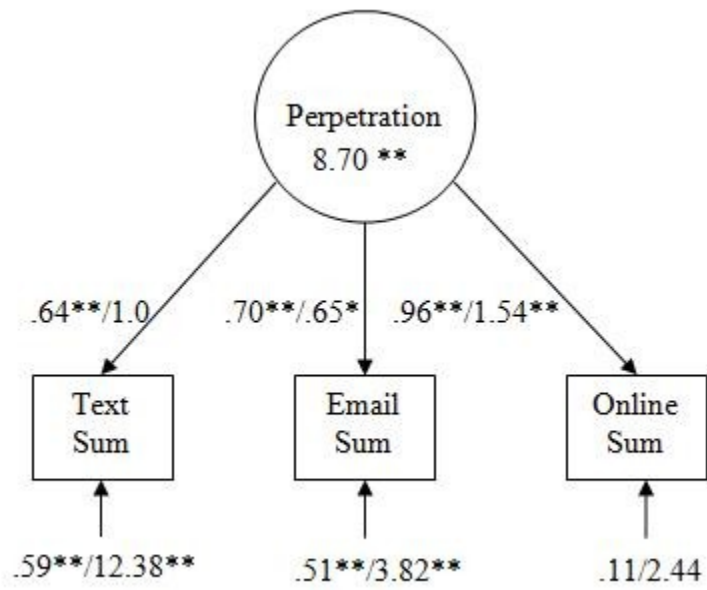 Perpetration
8.70 **
.64**/1.0
.70**/.65*
.96**/1.54**
Text
Sum
Email
Sum
Online
Sum
.59**/12.38**
.51**/3.82**
.11/2.44